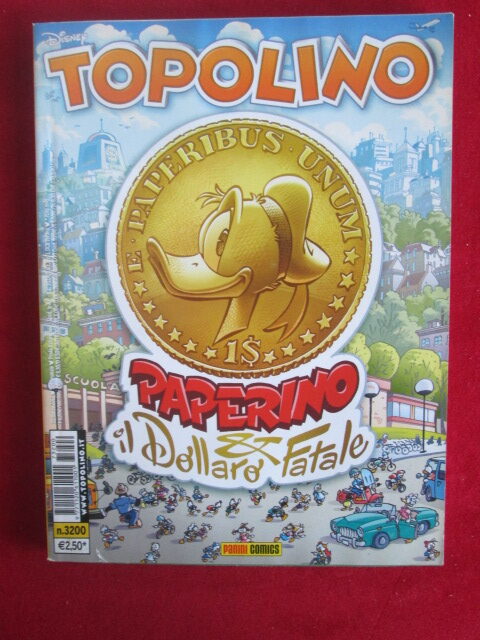 Disney
TOPOLINO
E · PAPERIBUS · UNUM
1$
PAPERINO
& il Dollaro Fatale
SCUOLA
WWW.TOPOLINO.IT
n.3200
€2,50*
PANINI COMICS